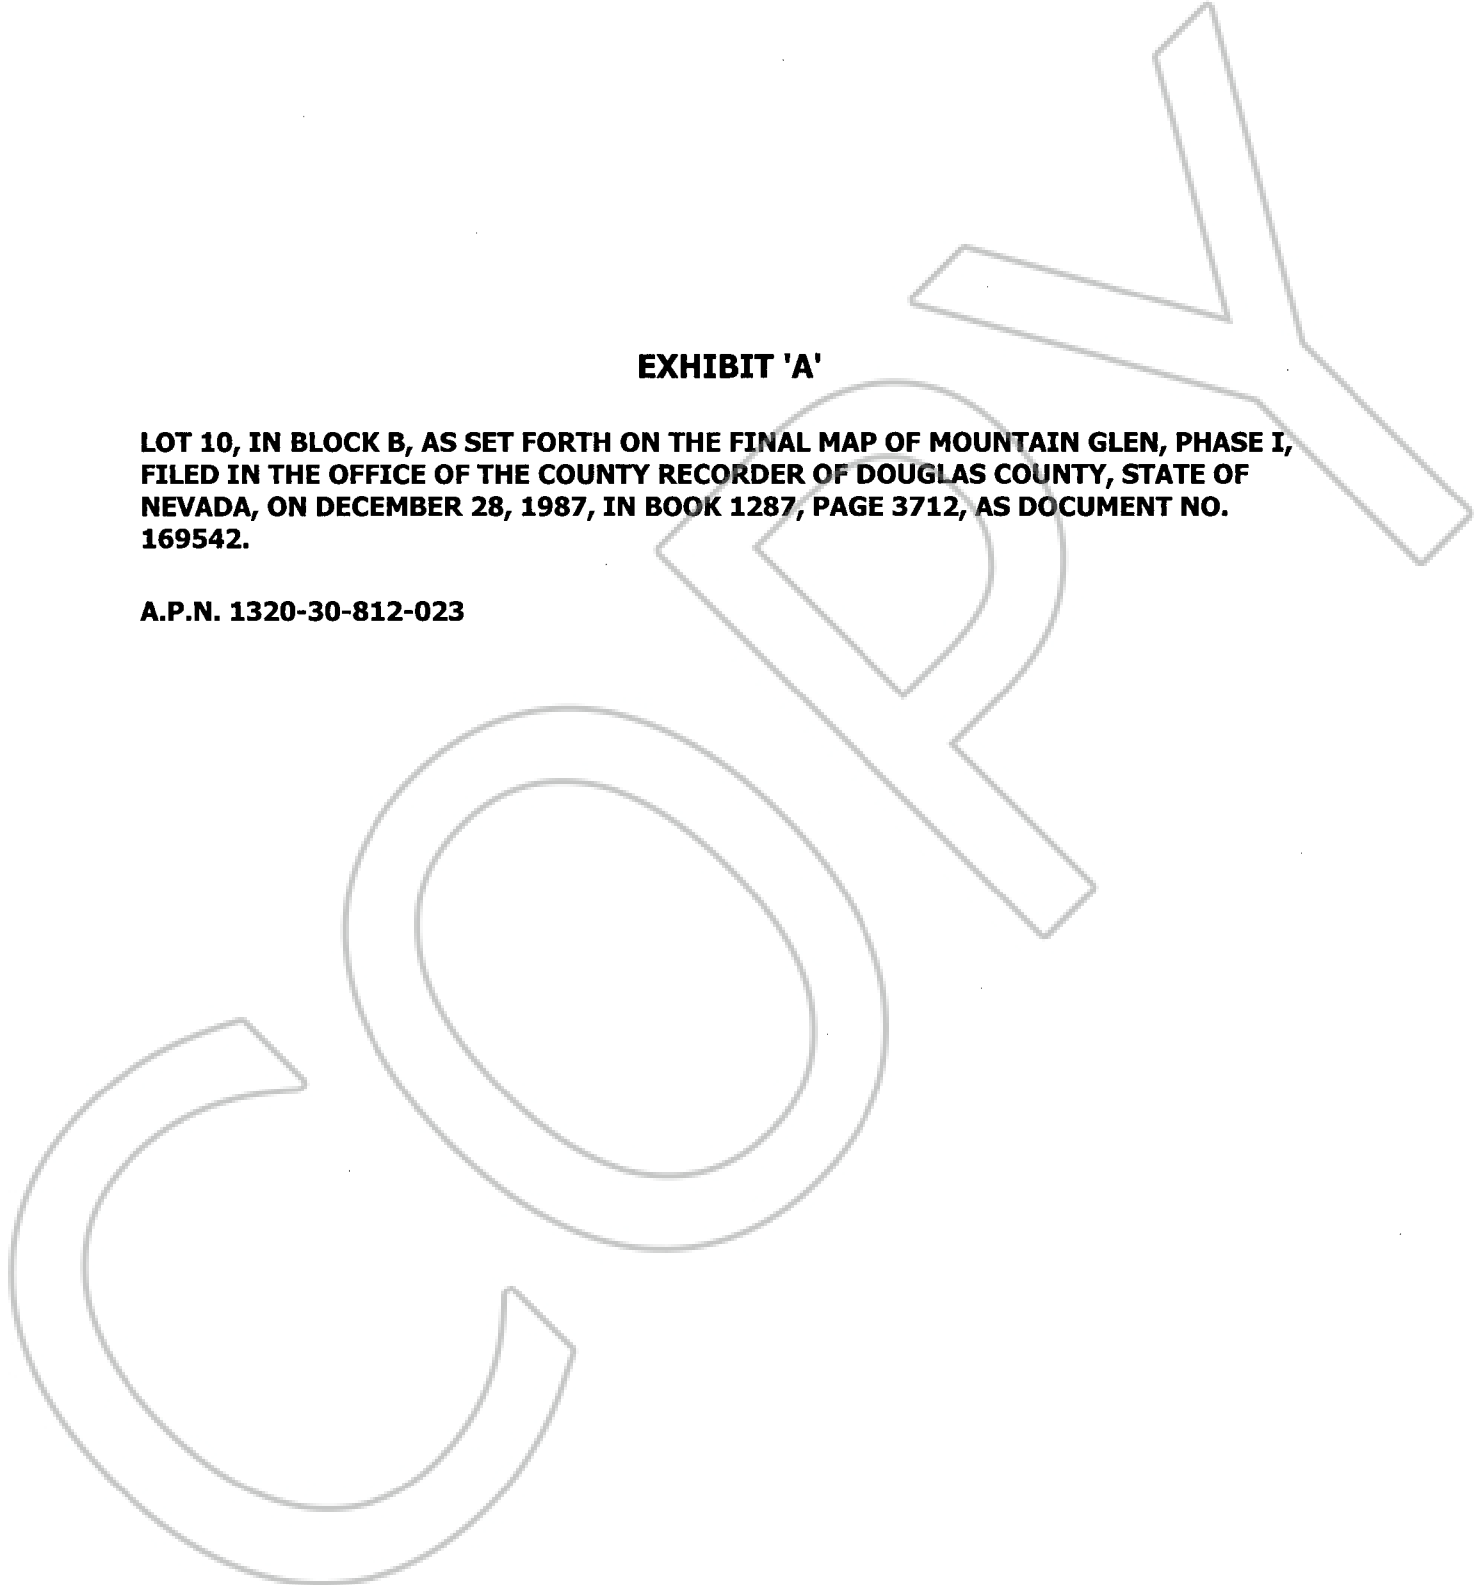 EXHIBIT 'A'
LOT 10, IN BLOCK B, AS SET FORTH ON THE FINAL MAP OF MOUNTAIN GLEN, PHASE I,
FILED IN THE OFFICE OF THE COUNTY RECORDER OF DOUGLAS COUNTY, STATE OF
NEVADA, ON DECEMBER 28, 1987, IN BOOK 1287, PAGE 3712, AS DOCUMENT NO.
169542.
A.P.N. 1320-30-812-023
COPY